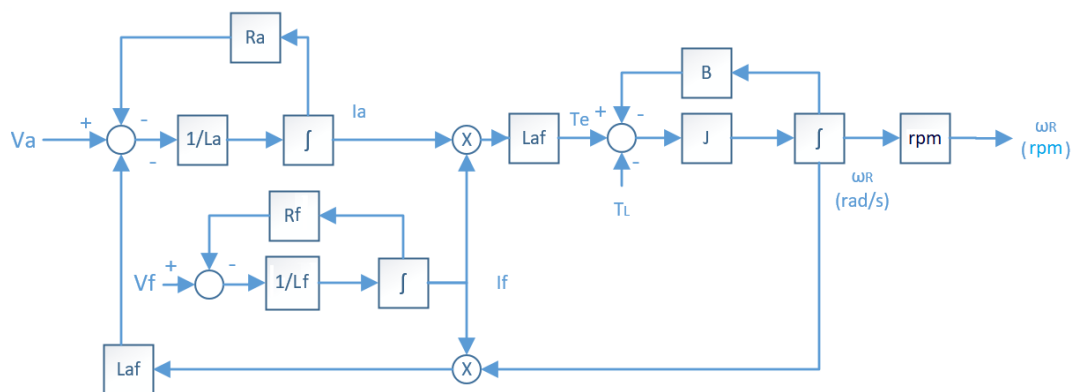 Ra
B
Ia
Te
+
-
+
-
Va
1/La
∫
X
Laf
J
∫
rpm
ωR
(rpm)
-
-
TL
ωR
(rad/s)
Rf
+
-
Vf
1/Lf
∫
If
Laf
X